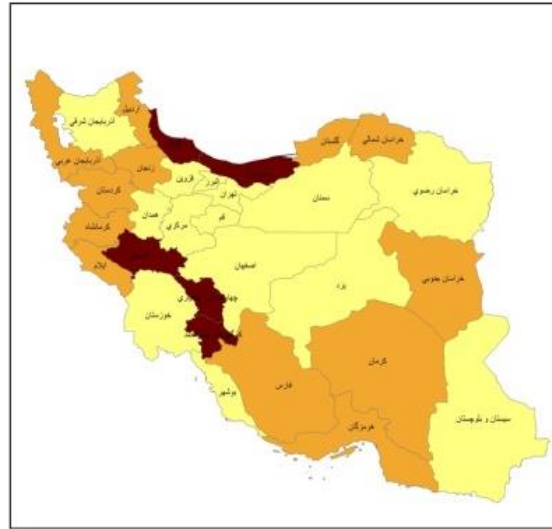 اردبیل
آذربایجان شرقی
گلستان
خراسان شمالی
آذربایجان غربی
زنجان
قزوین
البرز
تهران
سمنان
خراسان رضوی
کردستان
همدان
مرکزی
قم
کرمانشاه
ایلام
اصفهان
یزد
خراسان جنوبی
خوزستان
کرمان
فارس
بوشهر
سیستان و بلوچستان
هرمزگان